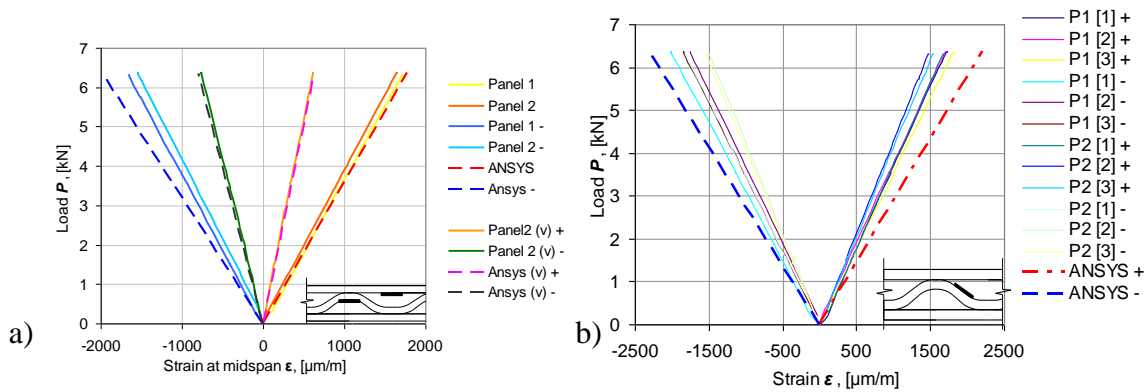 a)
Load P, [kN]
7
6
5
4
3
2
1
0
-2000 -1000 0 1000 2000
Strain at midspan ε, [µm/m]
Panel 1
Panel 2
Panel 1 -
Panel 2 -
ANSYS
Ansys -
Panel2 (v) +
Panel 2 (v) -
Ansys (v) +
Ansys (v) -
b)
Load P, [kN]
7
6
5
4
3
2
1
0
-2500 -1500 -500 500 1500 2500
Strain ε, [µm/m]
P1 [1] +
P1 [2] +
P1 [3] +
P1 [1] -
P1 [2] -
P1 [3] -
P2 [1] +
P2 [2] +
P2 [3] +
P2 [1] -
P2 [2] -
P2 [3] -
ANSYS +
ANSYS -